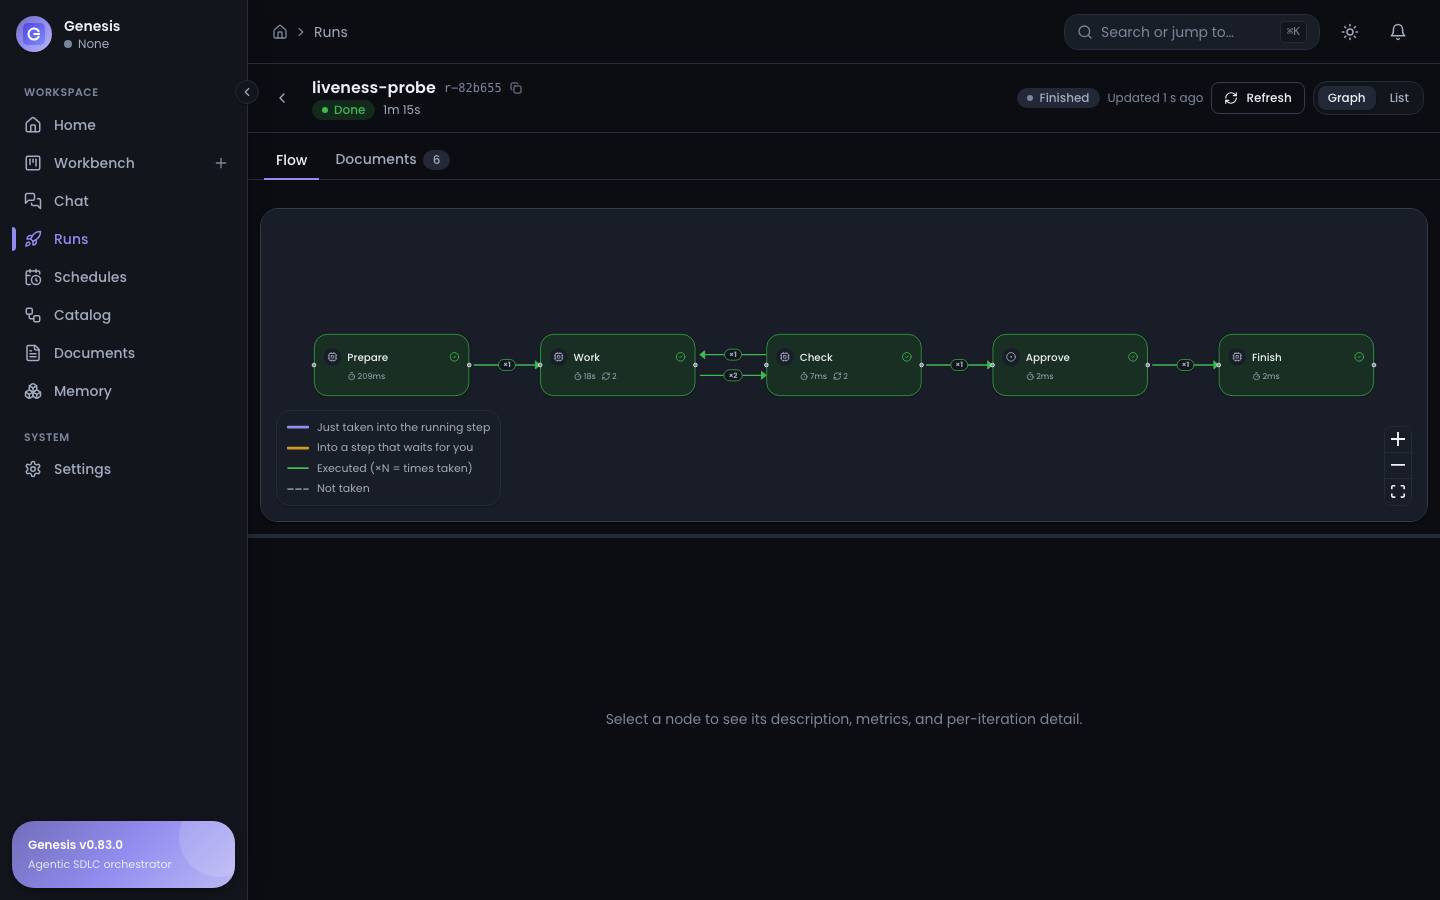 Genesis
None
WORKSPACE
Home
Workbench
Chat
Runs
Schedules
Catalog
Documents
Memory
SYSTEM
Settings
Genesis v0.83.0
Agentic SDLC orchestrator
Runs
Search or jump to...
⌘K
liveness-probe r-82b655
Done 1m 15s
Finished Updated 1 s ago Refresh Graph List
Flow Documents 6
Prepare
209ms
×1
Work
18s 2
×1
×2
Check
7ms 2
×1
Approve
2ms
×1
Finish
2ms
Just taken into the running step
Into a step that waits for you
Executed (×N = times taken)
Not taken
Select a node to see its description, metrics, and per-iteration detail.